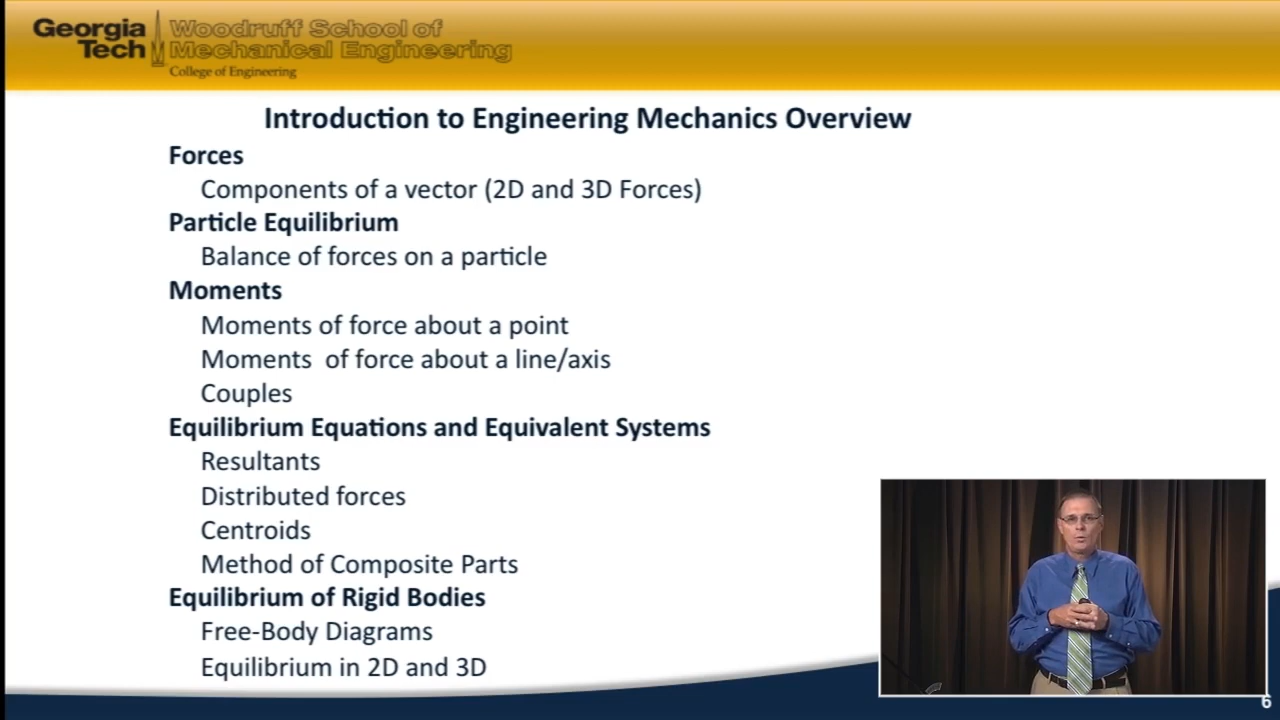 Georgia Tech
Woodruff School of
Mechanical Engineering
College of Engineering
Introduction to Engineering Mechanics Overview
Forces
Components of a vector (2D and 3D Forces)
Particle Equilibrium
Balance of forces on a particle
Moments
Moments of force about a point
Moments  of force about a line/axis
Couples
Equilibrium Equations and Equivalent Systems
Resultants
Distributed forces
Centroids
Method of Composite Parts
Equilibrium of Rigid Bodies
Free-Body Diagrams
Equilibrium in 2D and 3D
6